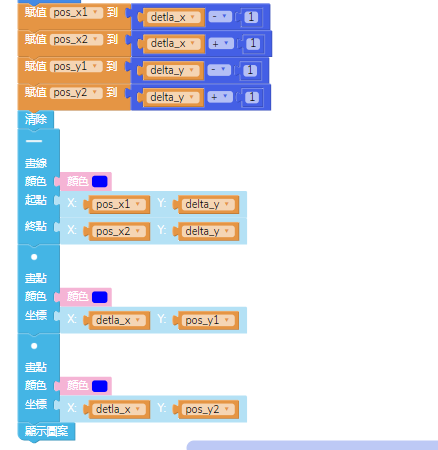 賦值 pos_x1 到 detla_x - 1
賦值 pos_x2 到 detla_x + 1
賦值 pos_y1 到 delta_y - 1
賦值 pos_y2 到 delta_y + 1
清除
畫線
顏色 顏色
起點 X: pos_x1 Y: delta_y
終點 X: pos_x2 Y: delta_y
畫點
顏色 顏色
坐標 X: detla_x Y: pos_y1
畫點
顏色 顏色
坐標 X: detla_x Y: pos_y2
顯示圖案